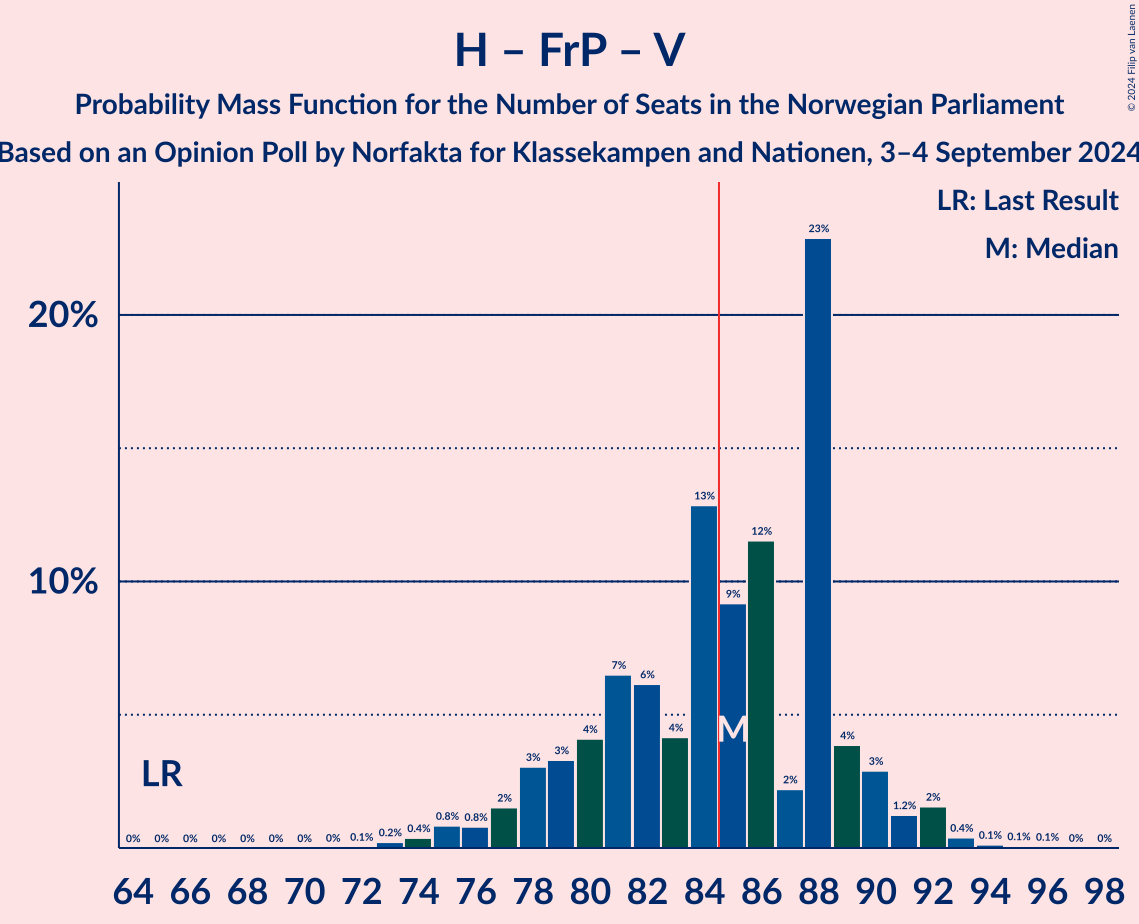 H – FrP – V
Probability Mass Function for the Number of Seats in the Norwegian Parliament
Based on an Opinion Poll by Norfakta for Klassekampen and Nationen, 3–4 September 2024
© 2024 Filip van Laenen
LR: Last Result
M: Median
23%
20%
13%
12%
10%
9%
7%
6%
M
4%
4%
4%
3%
3%
3%
LR
2%
2%
2%
1.2%
0% 0% 0% 0% 0% 0% 0% 0% 0.1% 0.2% 0.4% 0.8% 0.8% 0.4% 0.1% 0.1% 0.1% 0% 0%
64 66 68 70 72 74 76 78 80 82 84 86 88 90 92 94 96 98